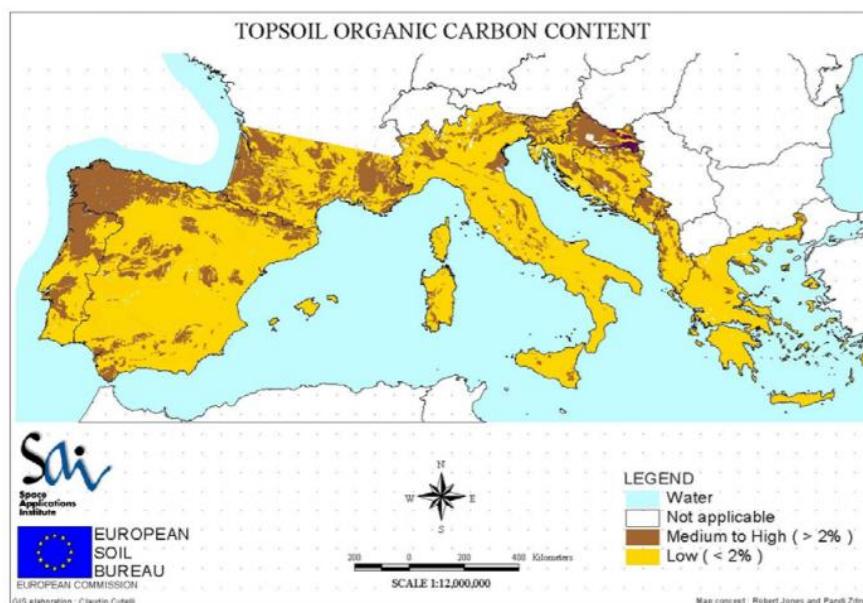 TOPSOIL ORGANIC CARBON CONTENT
Sai
Space
Applications
Institute
EUROPEAN
SOIL
BUREAU
EUROPEAN COMMISSION
N
W E
S
200 0 200 400 Kilometers
SCALE 1:12,000,000
LEGEND
Water
Not applicable
Medium to High ( > 2% )
Low ( < 2% )
GIS elaboration : Claudio
Map concept : Robert Jones and Pandi